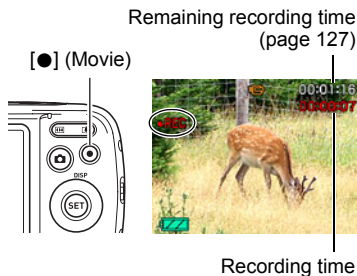 Remaining recording time
(page 127)
[●] (Movie)
00:01:16
00:00:07
●REC
DISP
SET
Recording time